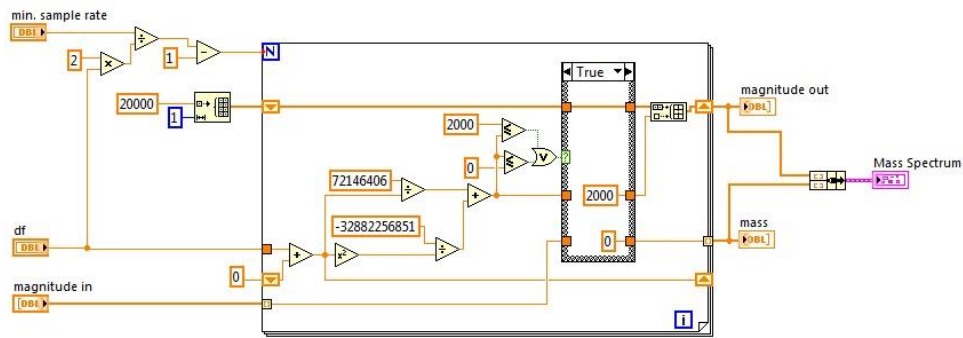 min. sample rate
DBL
2
1
N
True
20000
1
magnitude out
DBL
2000
0
?
Mass Spectrum
72146406
2000
-32882256851
df
DBL
0
mass
DBL
0
x²
magnitude in
DBL
i